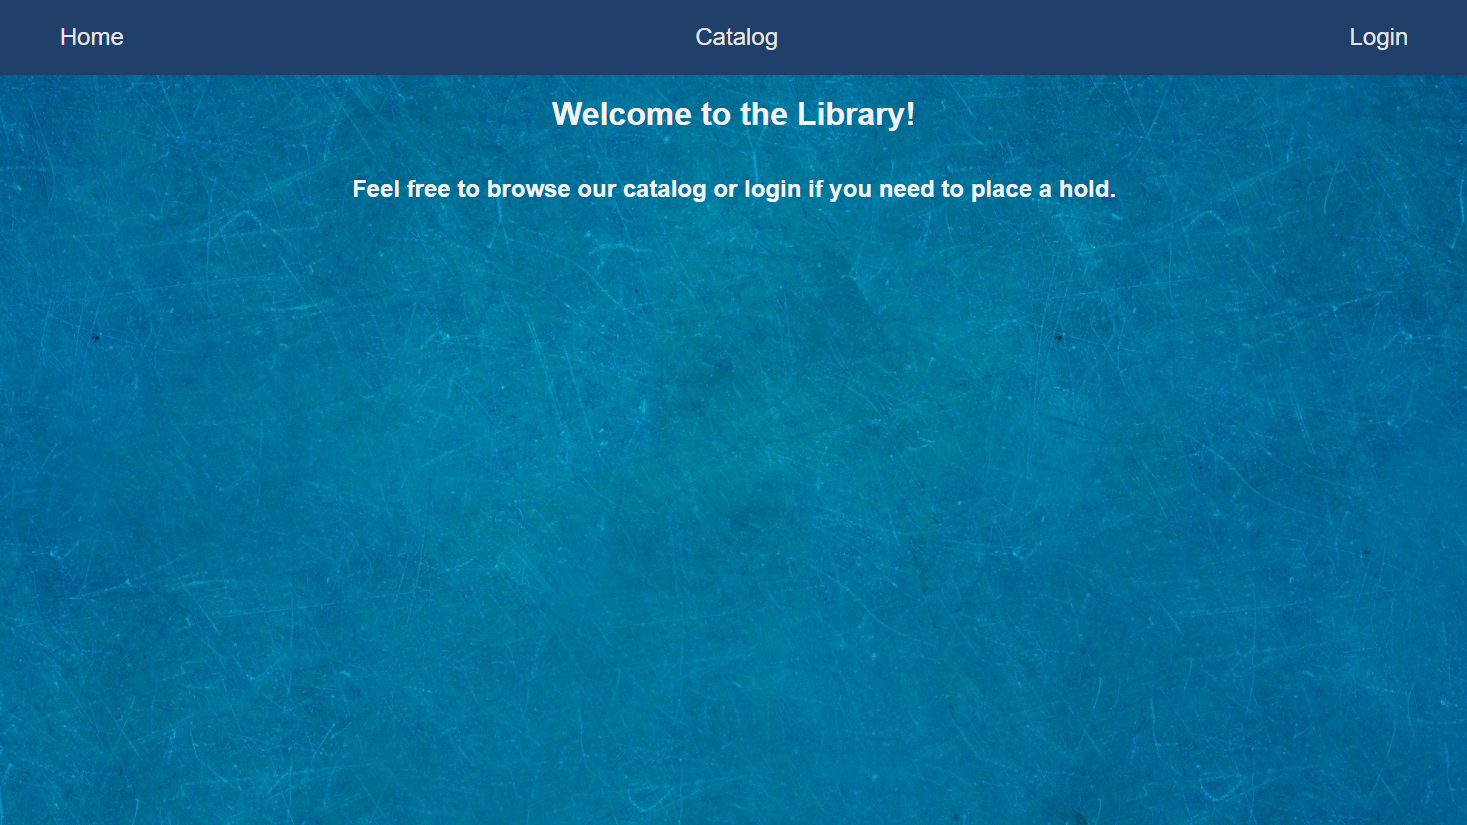 Home Catalog Login
Welcome to the Library!
Feel free to browse our catalog or login if you need to place a hold.